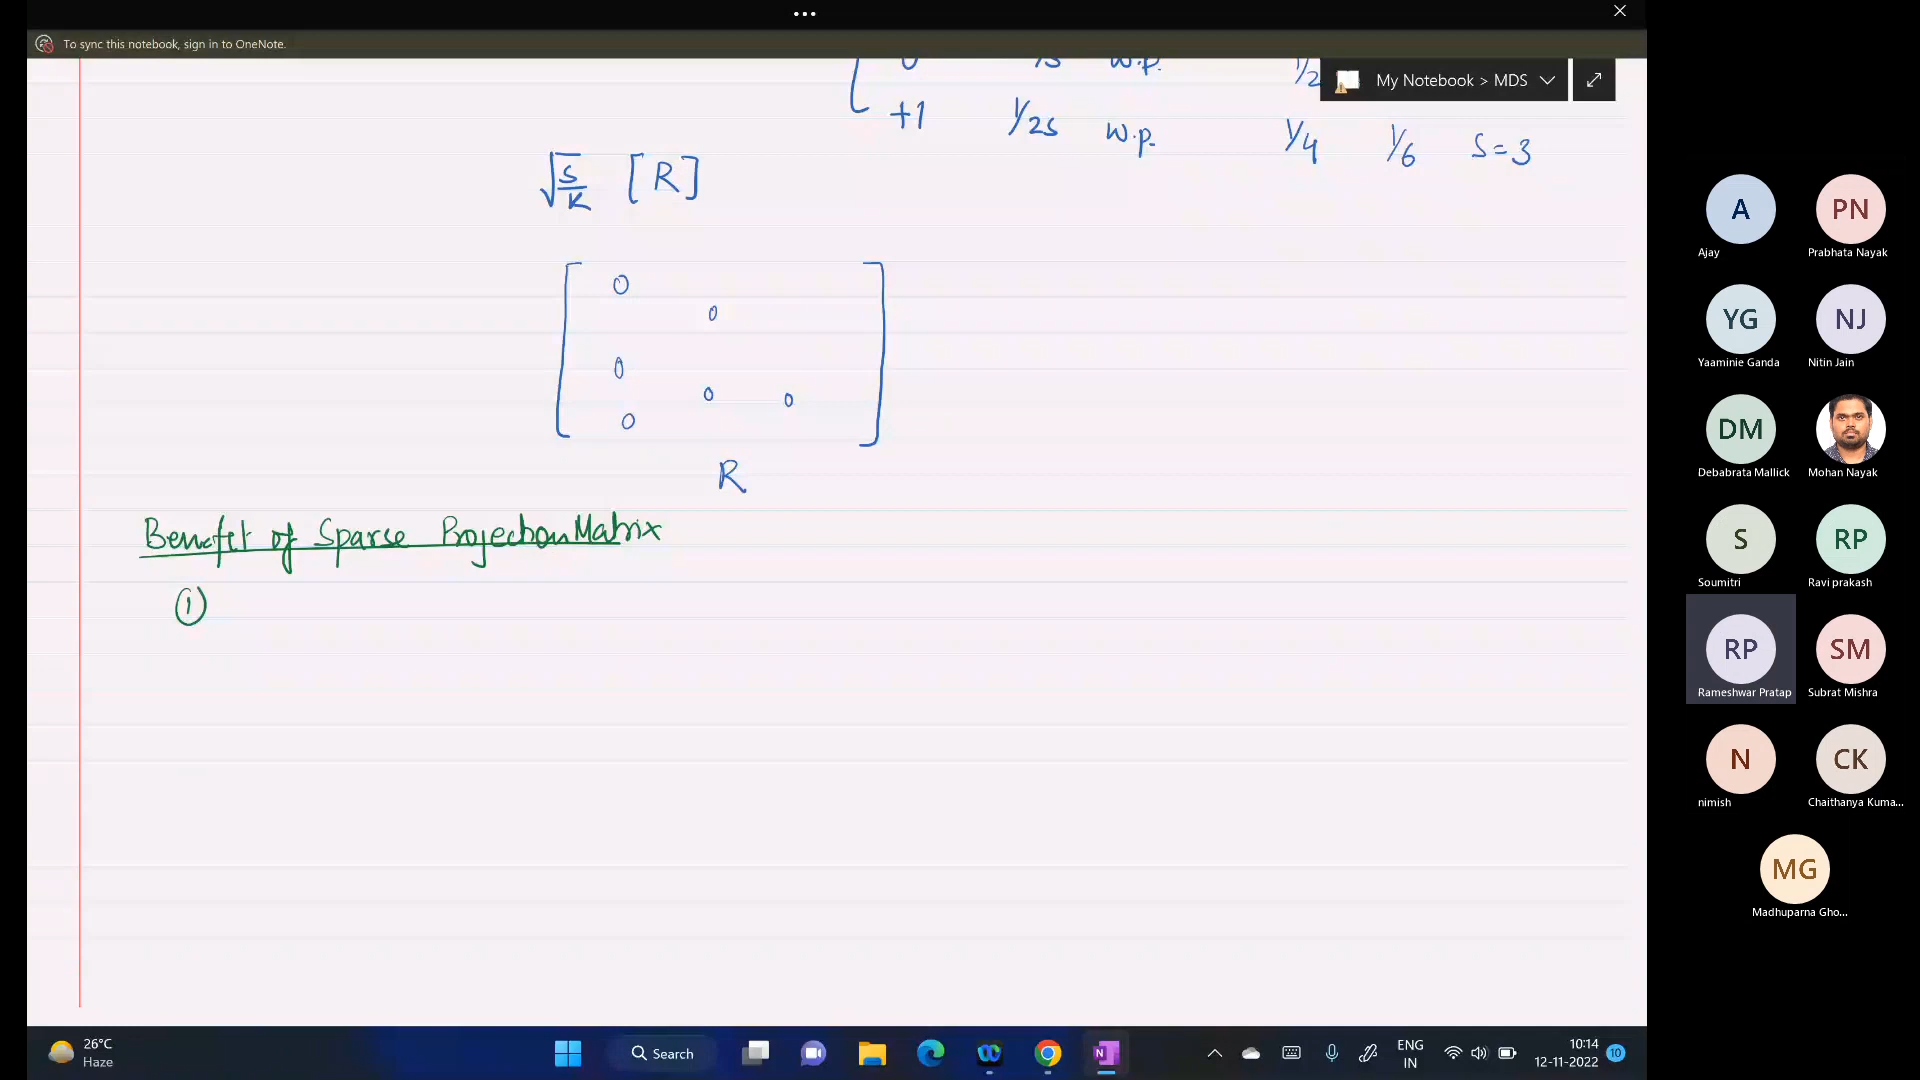 To sync this notebook, sign in to OneNote.
My Notebook > MDS
w.p.
+1 1/2s w.p. 1/4 1/6 S=3
√S/K [R]
0
0
0
0 0
0
R
Benefit of Sparse Projection Matrix
①
A
Ajay
PN
Prabhata Nayak
YG
Yaaminie Ganda
NJ
Nitin Jain
DM
Debabrata Mallick
Mohan Nayak
S
Soumitri
RP
Ravi prakash
RP
Rameshwar Pratap
SM
Subrat Mishra
N
nimish
CK
Chaithanya Kuma...
MG
Madhuparna Gho...
26°C
Haze
Search
N
ENG
IN
10:14
12-11-2022
10